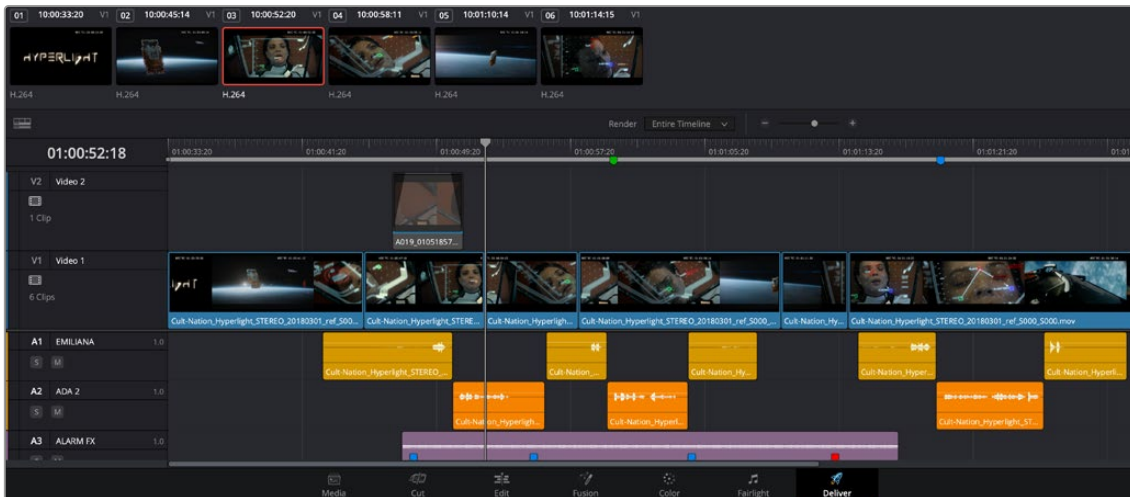 01 10:00:33:20 V1 02 10:00:45:14 V1 03 10:00:52:20 V1 04 10:00:58:11 V1 05 10:01:10:14 V1 06 10:01:14:15 V1
HYPERLIGHT
H.264 H.264 H.264 H.264 H.264 H.264
Render Entire Timeline
01:00:52:18 01:00:33:20 01:00:41:20 01:00:49:20 01:00:57:20 01:01:05:20 01:01:13:20 01:01:21:20 01:01
V2 Video 2
1 Clip
A019_01051857...
V1 Video 1
6 Clips
Cult-Nation_Hyperlight_STEREO_20180301_ref_S00... Cult-Nation_Hyperlight_STERE... Cult-Nation_Hyperligh... Cult-Nation_Hyperlight_STEREO_20180301_ref_S000_S000... Cult-Nation_Hy... Cult-Nation_Hyperlight_STEREO_20180301_ref_S000_S000.mov
A1 EMILIANA 1.0
S M
Cult-Nation_Hyperlight_STEREO_... Cult-Nation_... Cult-Nation_Hy... Cult-Nation_Hyper... Cult-Nation_Hyperli...
A2 ADA 2 1.0
S M
Cult-Nation_Hyperligh... Cult-Nation_Hyperl... Cult-Nation_Hyperlight_ST...
A3 ALARM FX 1.0
Media Cut Edit Fusion Color Fairlight Deliver